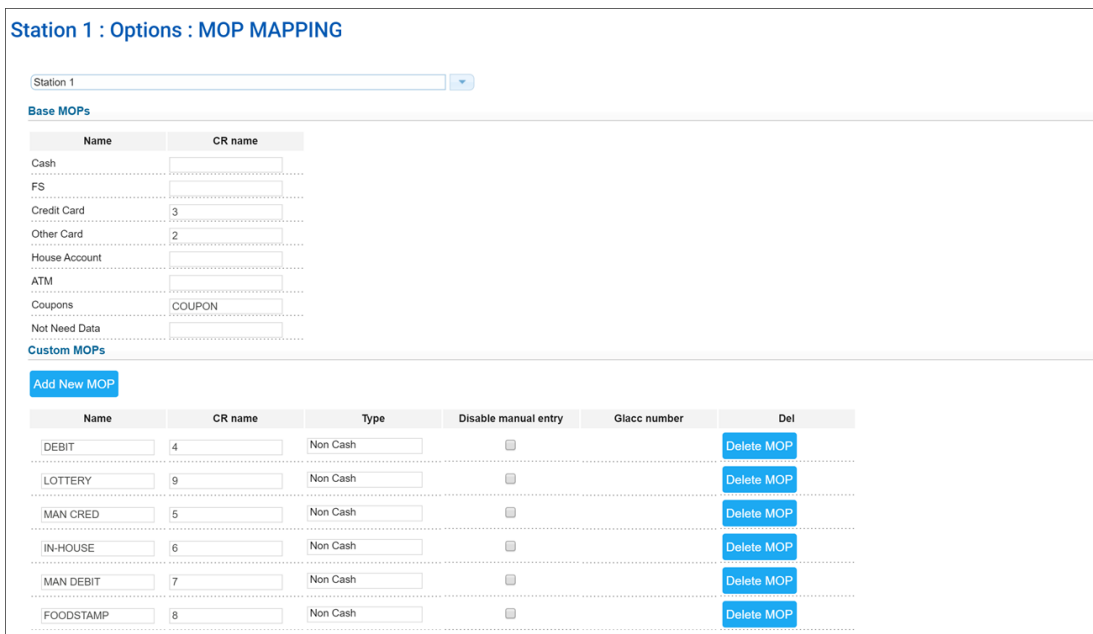 Station 1 : Options : MOP MAPPING
Station 1
Base MOPs
Name CR name
Cash
FS
Credit Card 3
Other Card 2
House Account
ATM
Coupons COUPON
Not Need Data
Custom MOPs
Add New MOP
Name CR name Type Disable manual entry Glacc number Del
DEBIT 4 Non Cash Delete MOP
LOTTERY 9 Non Cash Delete MOP
MAN CRED 5 Non Cash Delete MOP
IN-HOUSE 6 Non Cash Delete MOP
MAN DEBIT 7 Non Cash Delete MOP
FOODSTAMP 8 Non Cash Delete MOP